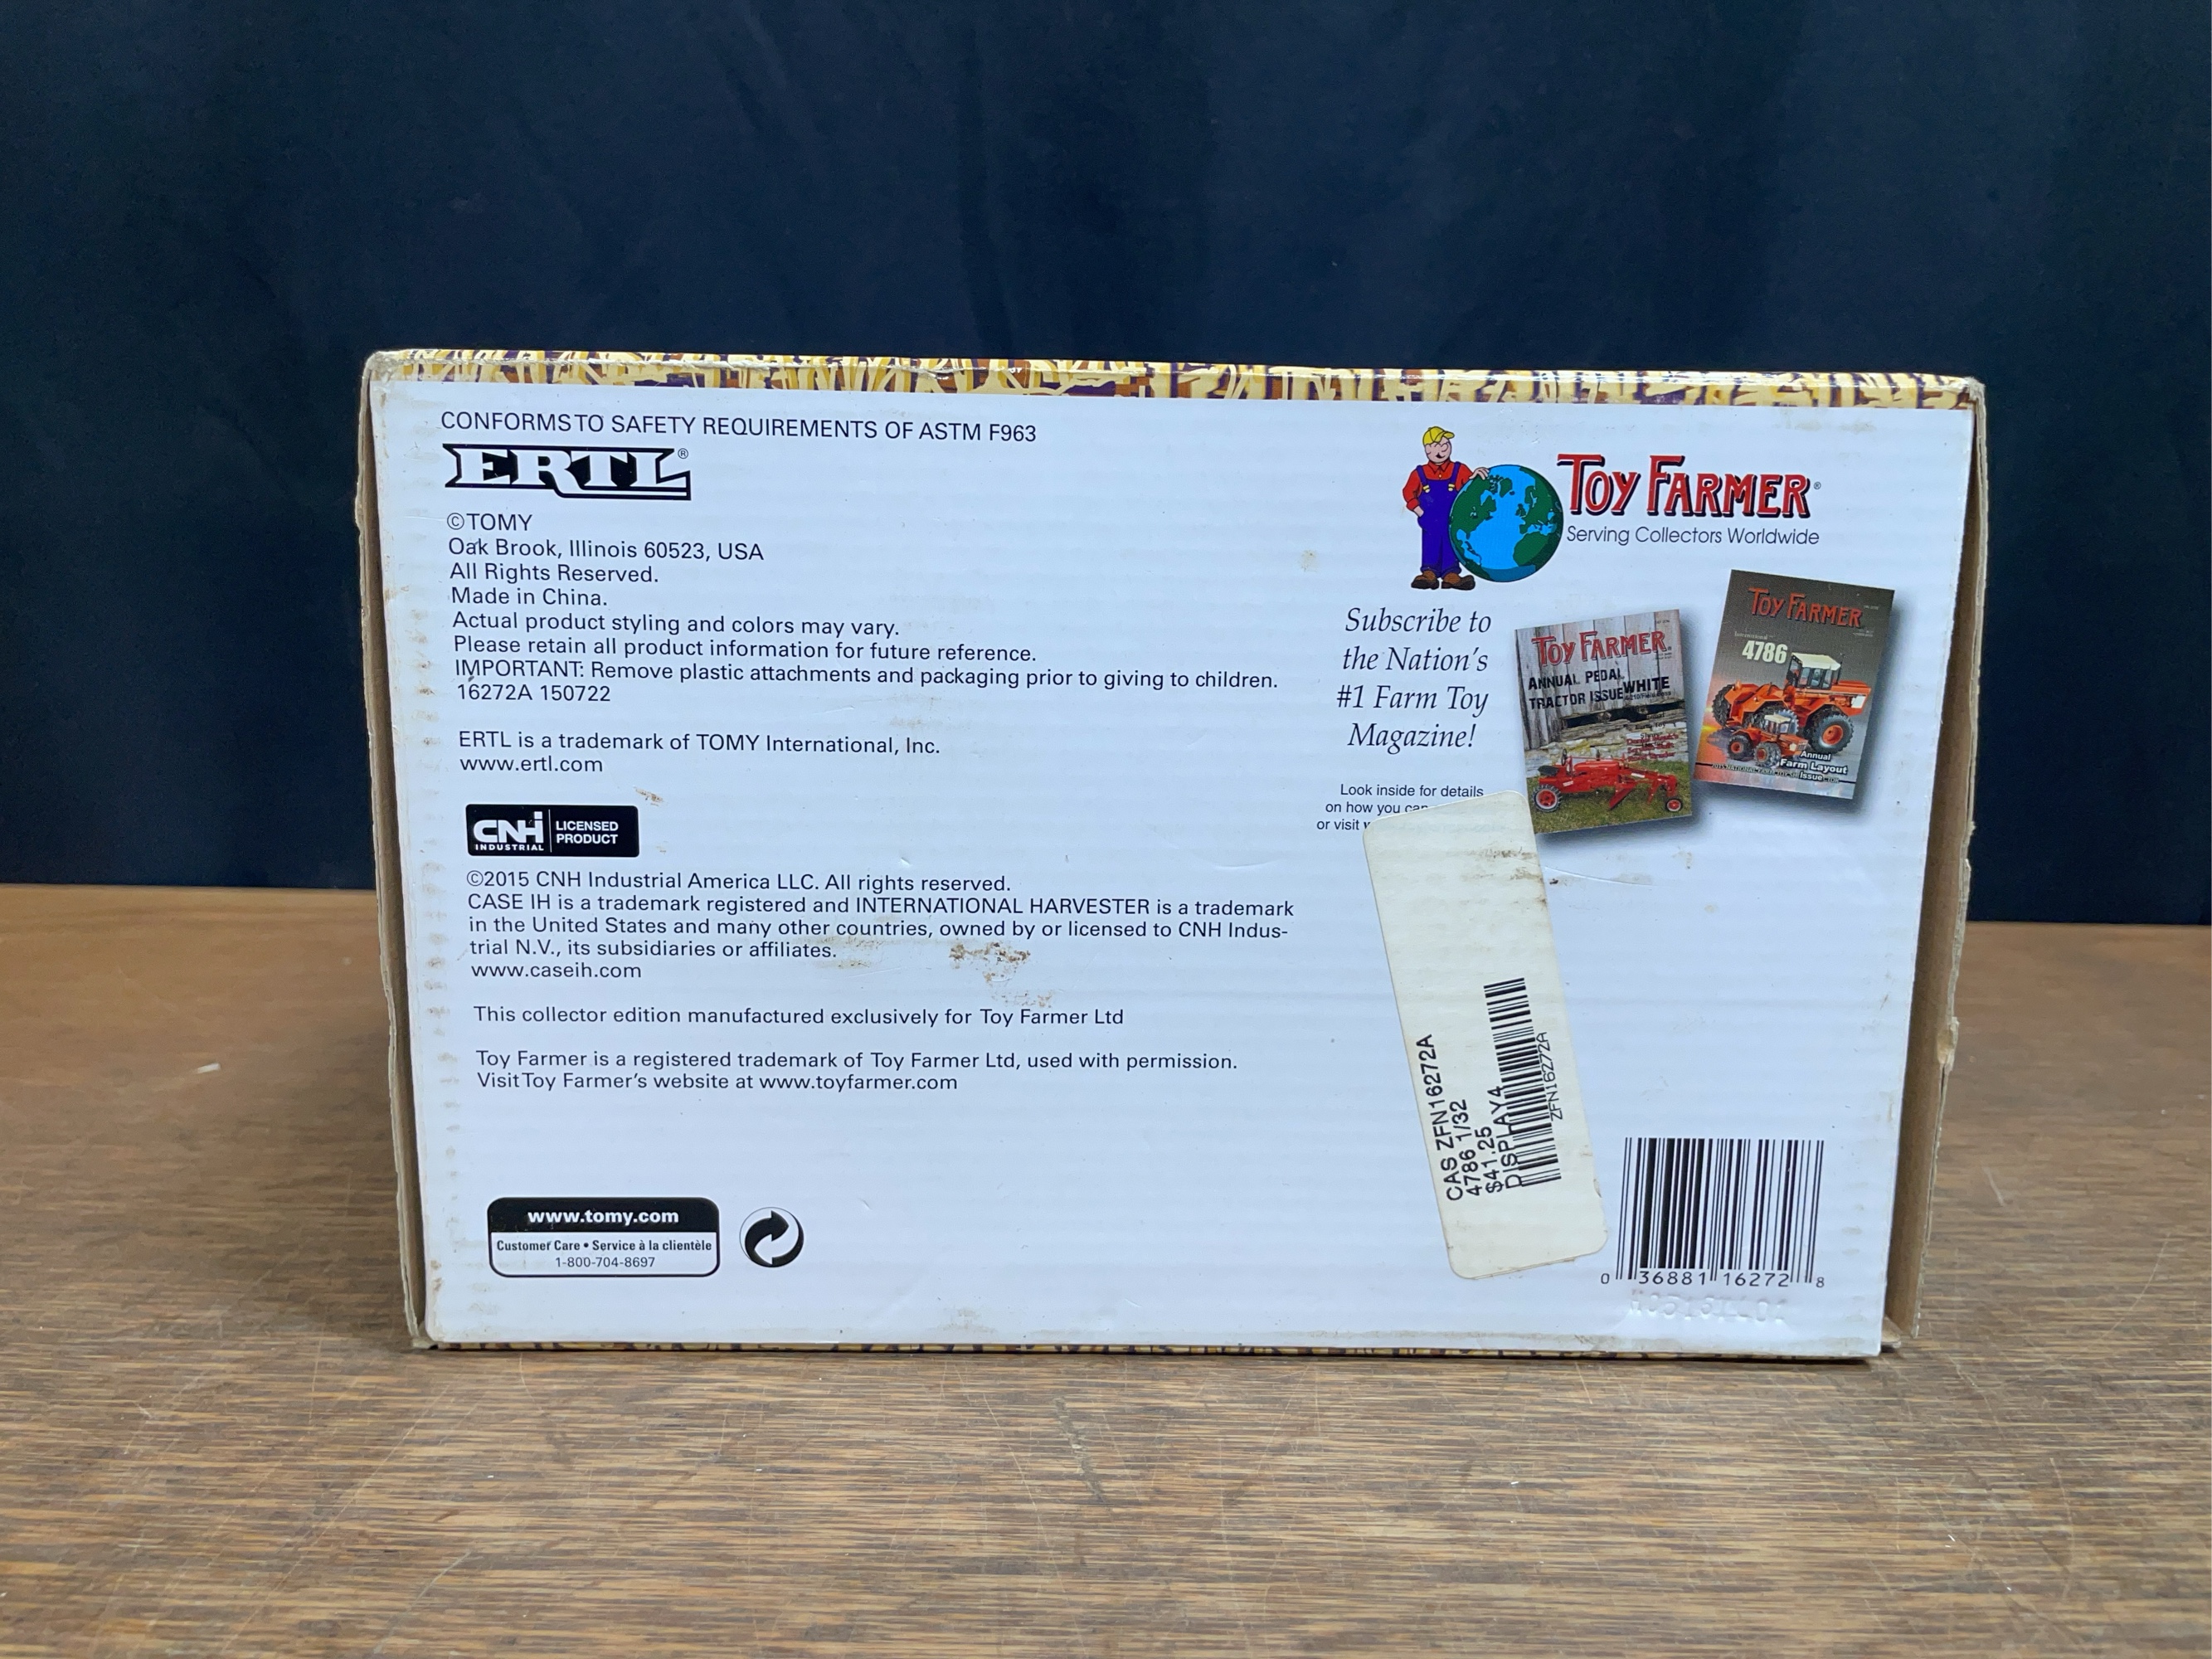 CONFORMS TO SAFETY REQUIREMENTS OF ASTM F963
ERTL®
©TOMY
Oak Brook, Illinois 60523, USA
All Rights Reserved.
Made in China.
Actual product styling and colors may vary.
Please retain all product information for future reference.
IMPORTANT: Remove plastic attachments and packaging prior to giving to children.
16272A 150722
ERTL is a trademark of TOMY International, Inc.
www.ertl.com
CNH INDUSTRIAL
LICENSED
PRODUCT
©2015 CNH Industrial America LLC. All rights reserved.
CASE IH is a trademark registered and INTERNATIONAL HARVESTER is a trademark
in the United States and many other countries, owned by or licensed to CNH Indus-
trial N.V., its subsidiaries or affiliates.
www.caseih.com
This collector edition manufactured exclusively for Toy Farmer Ltd
Toy Farmer is a registered trademark of Toy Farmer Ltd, used with permission.
Visit Toy Farmer's website at www.toyfarmer.com
www.tomy.com
Customer Care • Service à la clientèle
1-800-704-8697
TOY FARMER®
Serving Collectors Worldwide
Subscribe to
the Nation's
#1 Farm Toy
Magazine!
Look inside for details
on how you can
or visit
TOY FARMER
ANNUAL PEDAL
TRACTOR ISSUE WHITE
TOY FARMER
4786
Annual
Farm Layout
Issue
CAS ZFN16272A
4786 1/32
$41.25
DISPLAY4
ZFN16272A
0 36881 16272 8